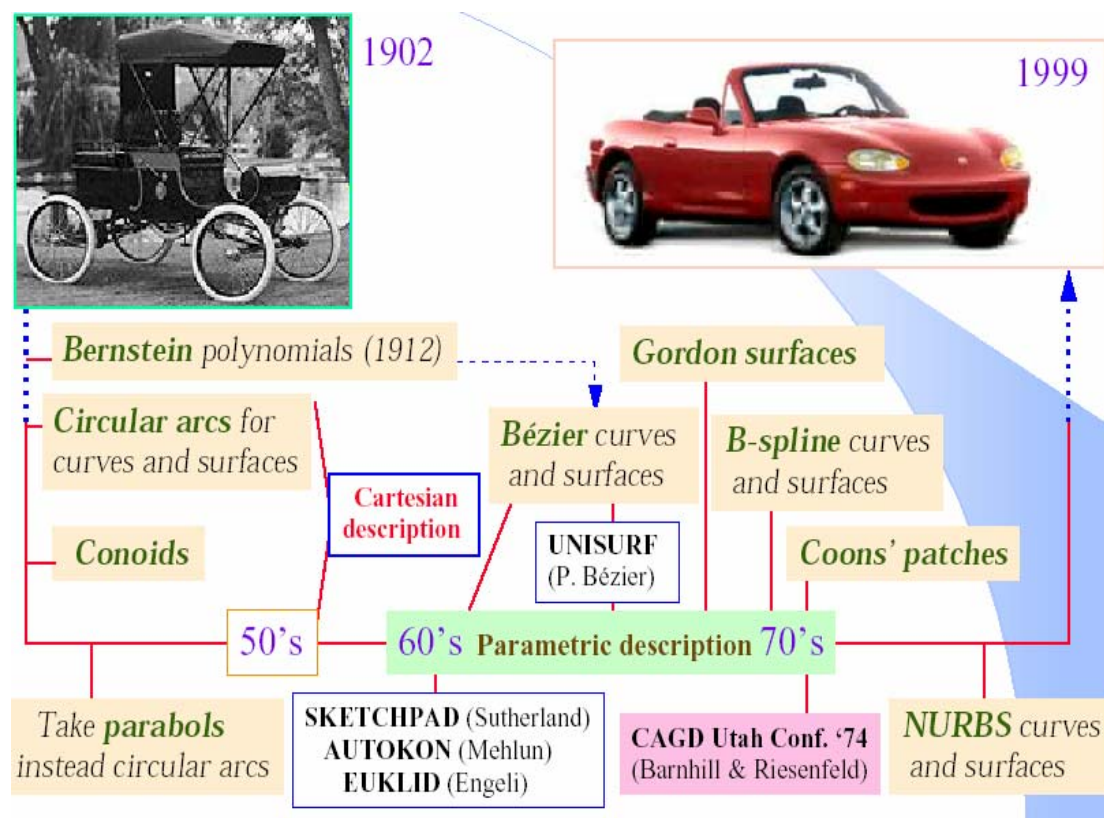 1902
1999
Bernstein polynomials (1912)
Gordon surfaces
Circular arcs for
curves and surfaces
Bézier curves
and surfaces
B-spline curves
and surfaces
Cartesian
description
Conoids
UNISURF
(P. Bézier)
Coons’ patches
50’s
60’s Parametric description 70’s
Take parabols
instead circular arcs
SKETCHPAD (Sutherland)
AUTOKON (Mehlun)
EUKLID (Engeli)
CAGD Utah Conf. ‘74
(Barnhill & Riesenfeld)
NURBS curves
and surfaces